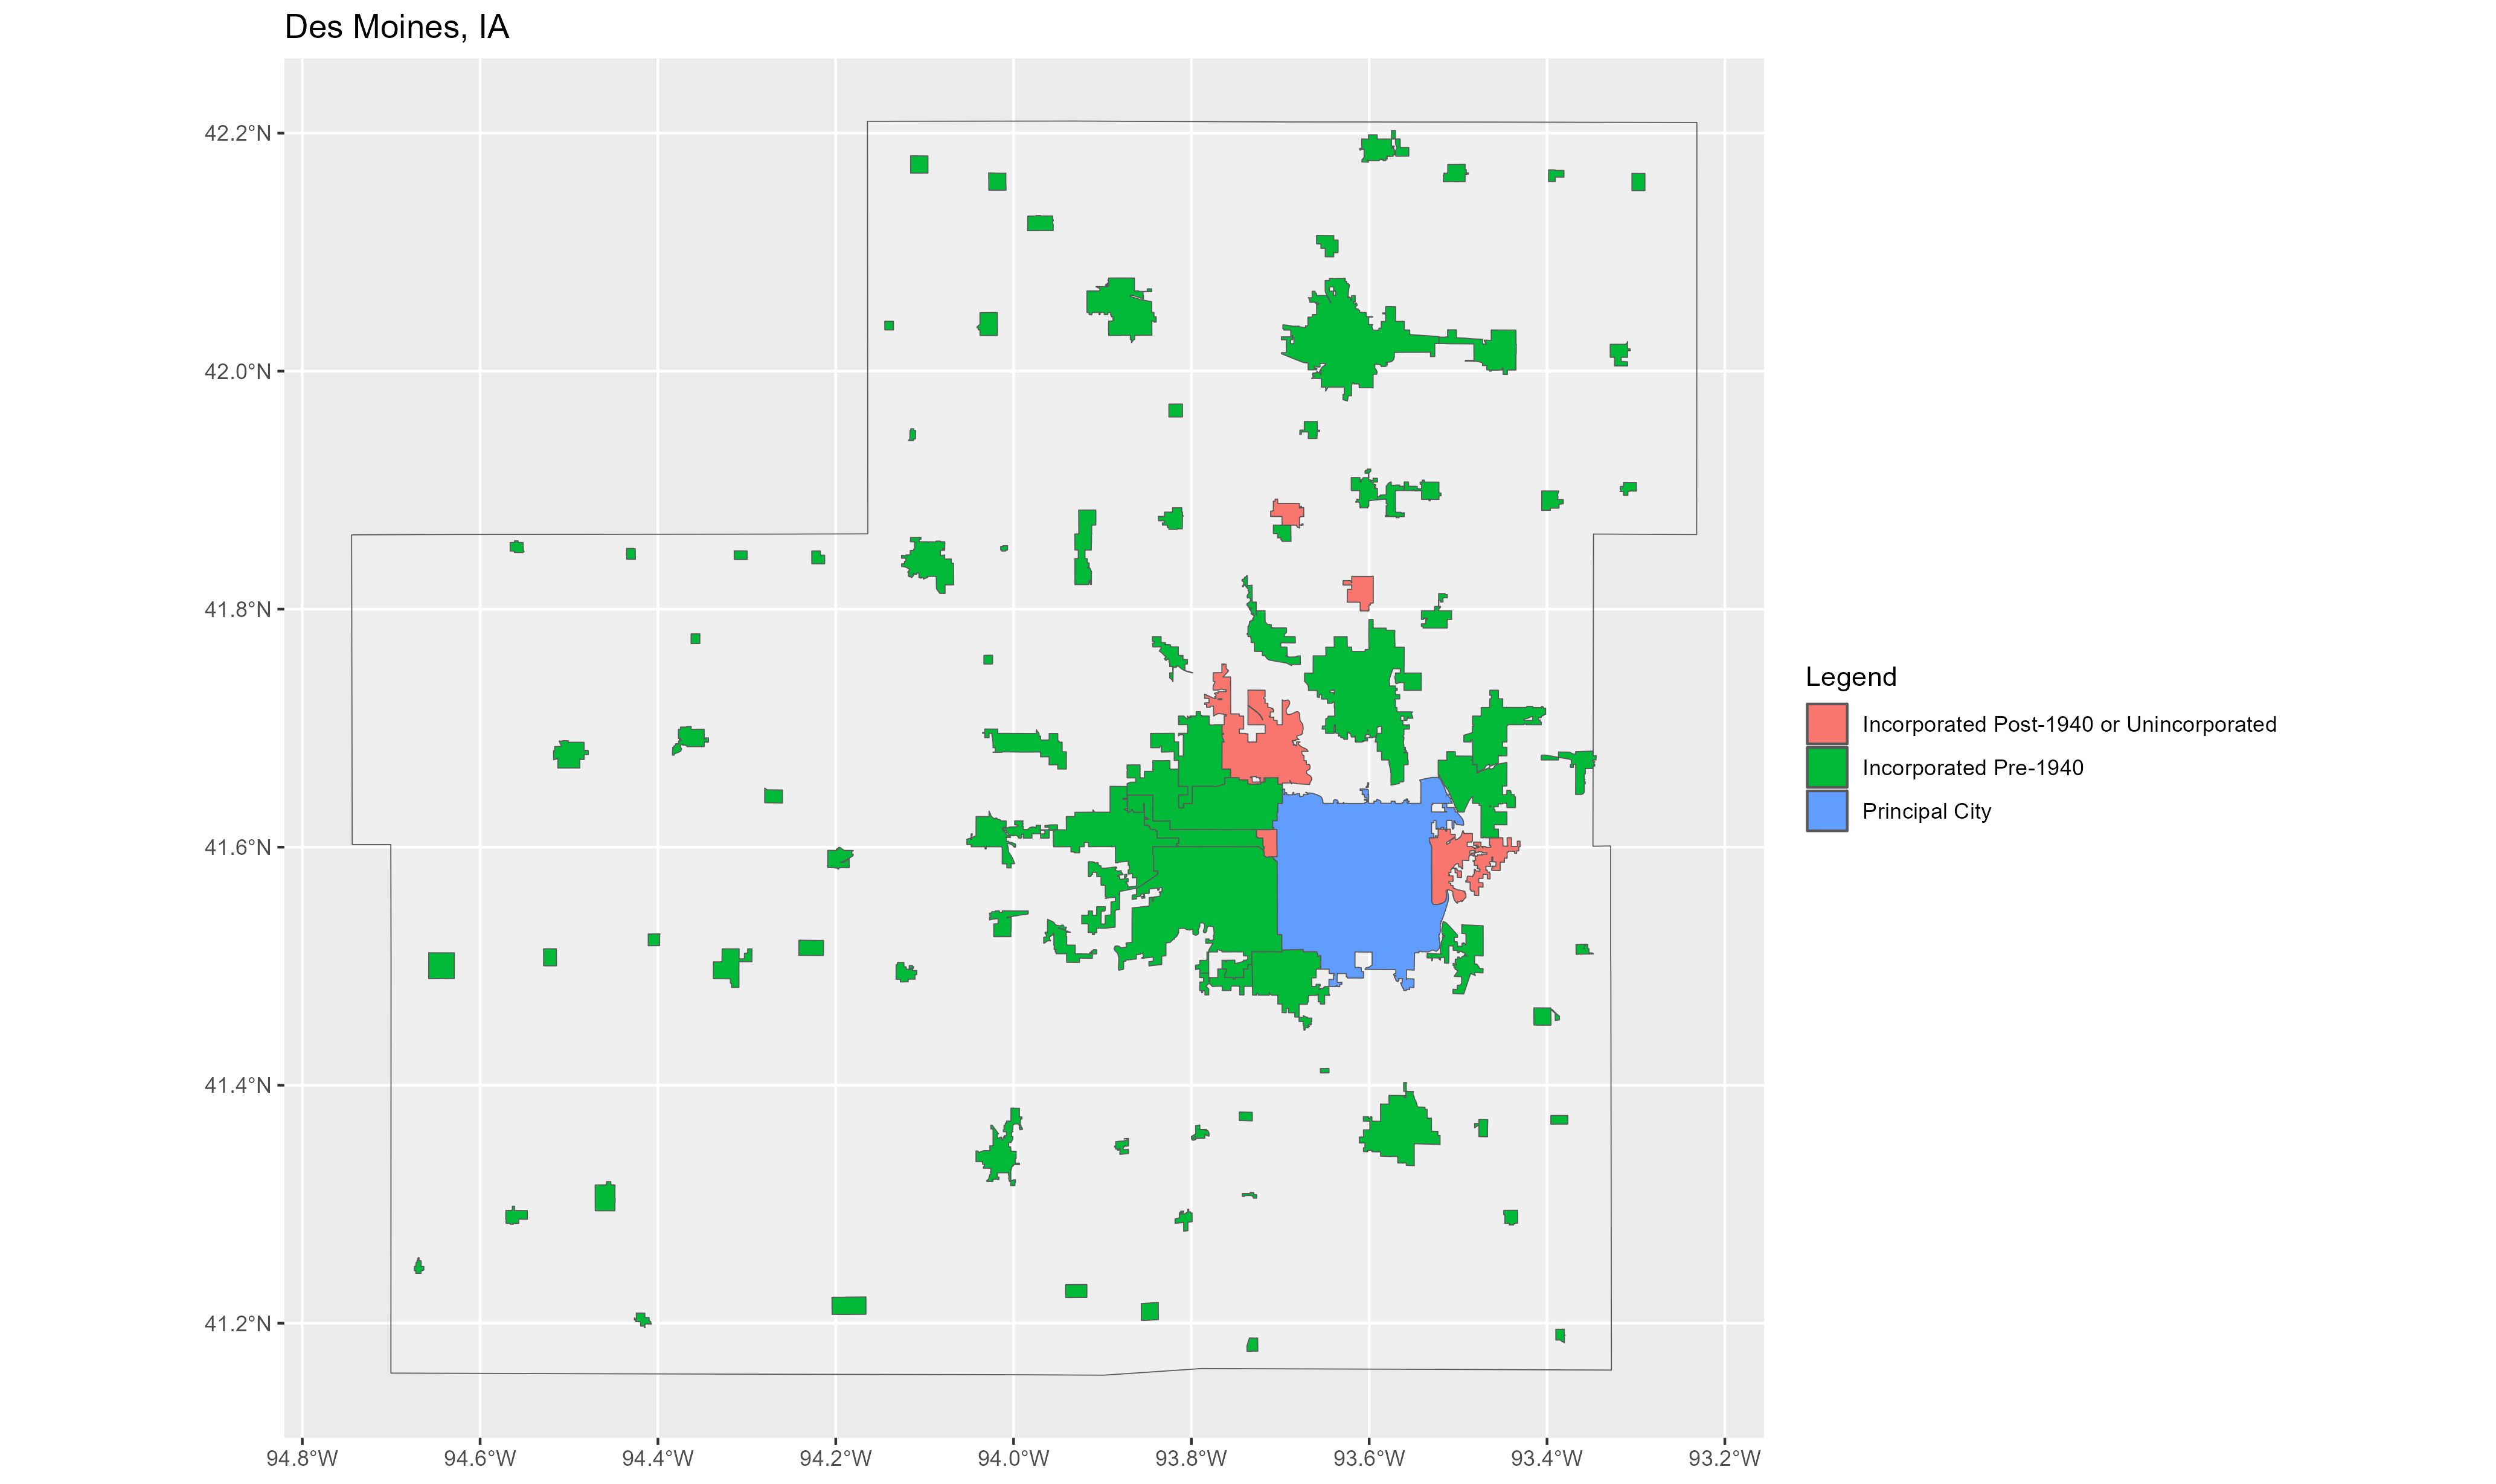 Des Moines, IA
42.2°N
42.0°N
41.8°N
41.6°N
41.4°N
41.2°N
94.8°W
94.6°W
94.4°W
94.2°W
94.0°W
93.8°W
93.6°W
93.4°W
93.2°W
Legend
Incorporated Post-1940 or Unincorporated
Incorporated Pre-1940
Principal City